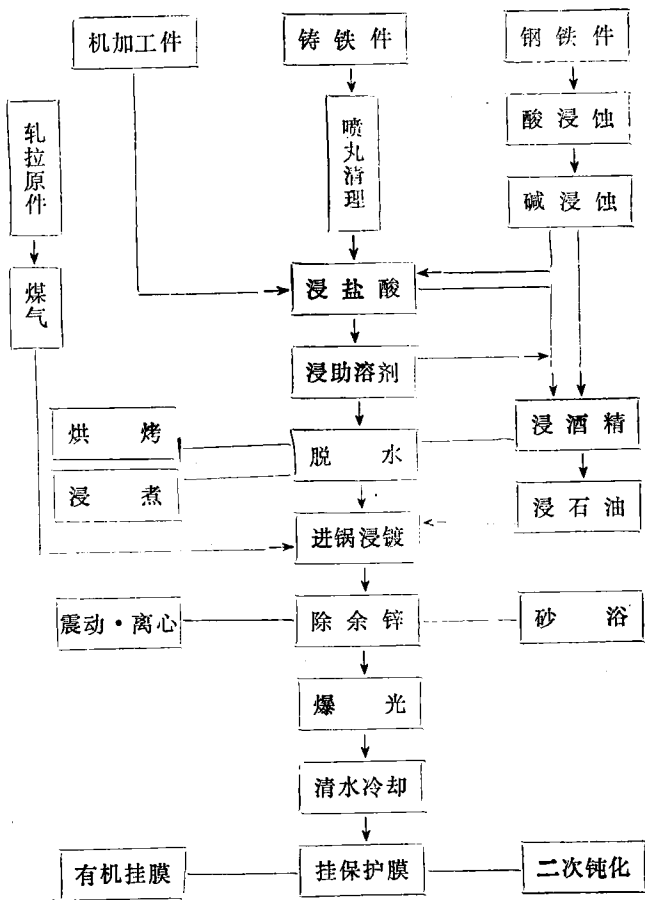 机加工件
铸铁件
钢铁件
轧拉原件
喷丸清理
酸浸蚀
碱浸蚀
煤气
浸盐酸
浸助溶剂
烘烤
脱水
浸酒精
浸煮
浸石油
进锅浸镀
震动·离心
除余锌
砂浴
爆光
清水冷却
有机挂膜
挂保护膜
二次钝化